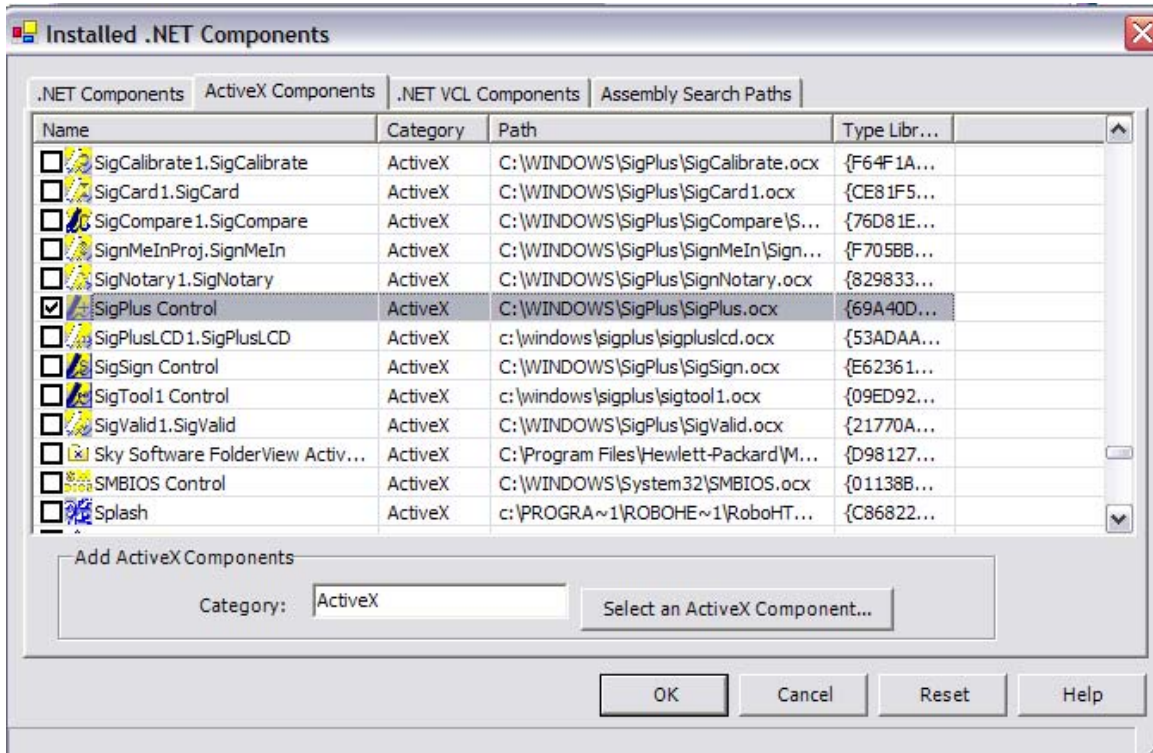 Installed .NET Components
.NET Components ActiveX Components .NET VCL Components Assembly Search Paths
Name Category Path Type Libr...
SigCalibrate1.SigCalibrate ActiveX C:\WINDOWS\SigPlus\SigCalibrate.ocx {F64F1A...
SigCard1.SigCard ActiveX C:\WINDOWS\SigPlus\SigCard1.ocx {CE81F5...
SigCompare1.SigCompare ActiveX C:\WINDOWS\SigPlus\SigCompare\S... {76D81E...
SignMeInProj.SignMeIn ActiveX C:\WINDOWS\SigPlus\SignMeIn\Sign... {F705BB...
SigNotary1.SigNotary ActiveX C:\WINDOWS\SigPlus\SignNotary.ocx {829833...
SigPlus Control ActiveX C:\WINDOWS\SigPlus\SigPlus.ocx {69A40D...
SigPlusLCD1.SigPlusLCD ActiveX c:\windows\sigplus\sigpluslcd.ocx {53ADAA...
SigSign Control ActiveX C:\WINDOWS\SigPlus\SigSign.ocx {E62361...
SigTool1 Control ActiveX c:\windows\sigplus\sigtool1.ocx {09ED92...
SigValid1.SigValid ActiveX C:\WINDOWS\SigPlus\SigValid.ocx {21770A...
Sky Software FolderView Activ... ActiveX C:\Program Files\Hewlett-Packard\M... {D98127...
SMBIOS Control ActiveX C:\WINDOWS\System32\SMBIOS.ocx {01138B...
Splash ActiveX c:\PROGRA~1\ROBOHE~1\RoboHT... {C86822...
Add ActiveX Components
Category: ActiveX Select an ActiveX Component...
OK Cancel Reset Help